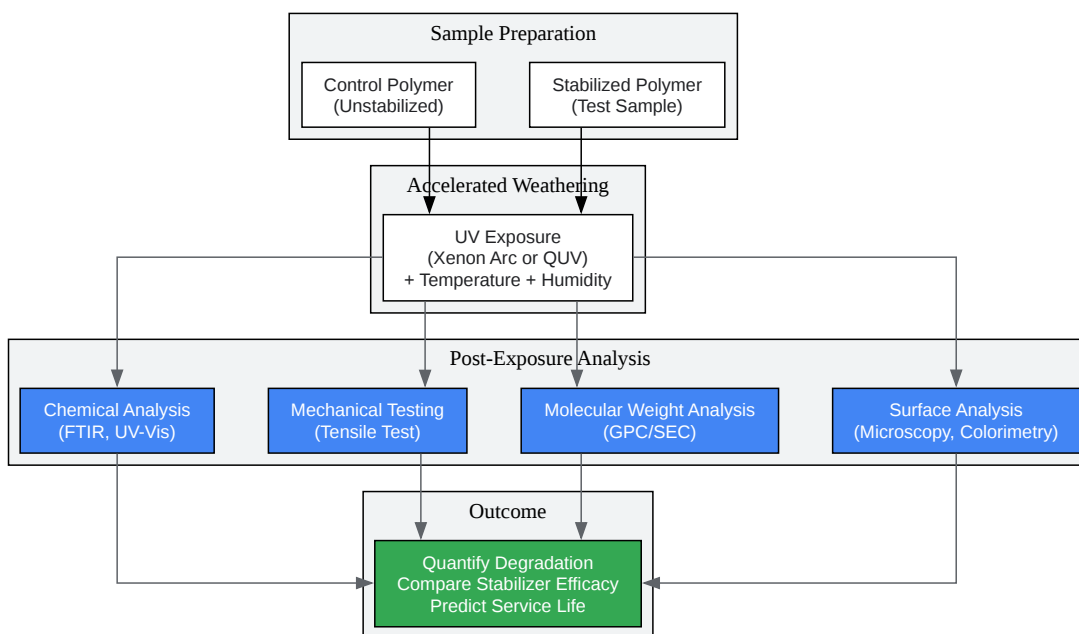 Sample Preparation
Control Polymer
(Unstabilized)
Stabilized Polymer
(Test Sample)
Accelerated Weathering
UV Exposure
(Xenon Arc or QUV)
+ Temperature + Humidity
Post-Exposure Analysis
Chemical Analysis
(FTIR, UV-Vis)
Mechanical Testing
(Tensile Test)
Molecular Weight Analysis
(GPC/SEC)
Surface Analysis
(Microscopy, Colorimetry)
Outcome
Quantify Degradation
Compare Stabilizer Efficacy
Predict Service Life